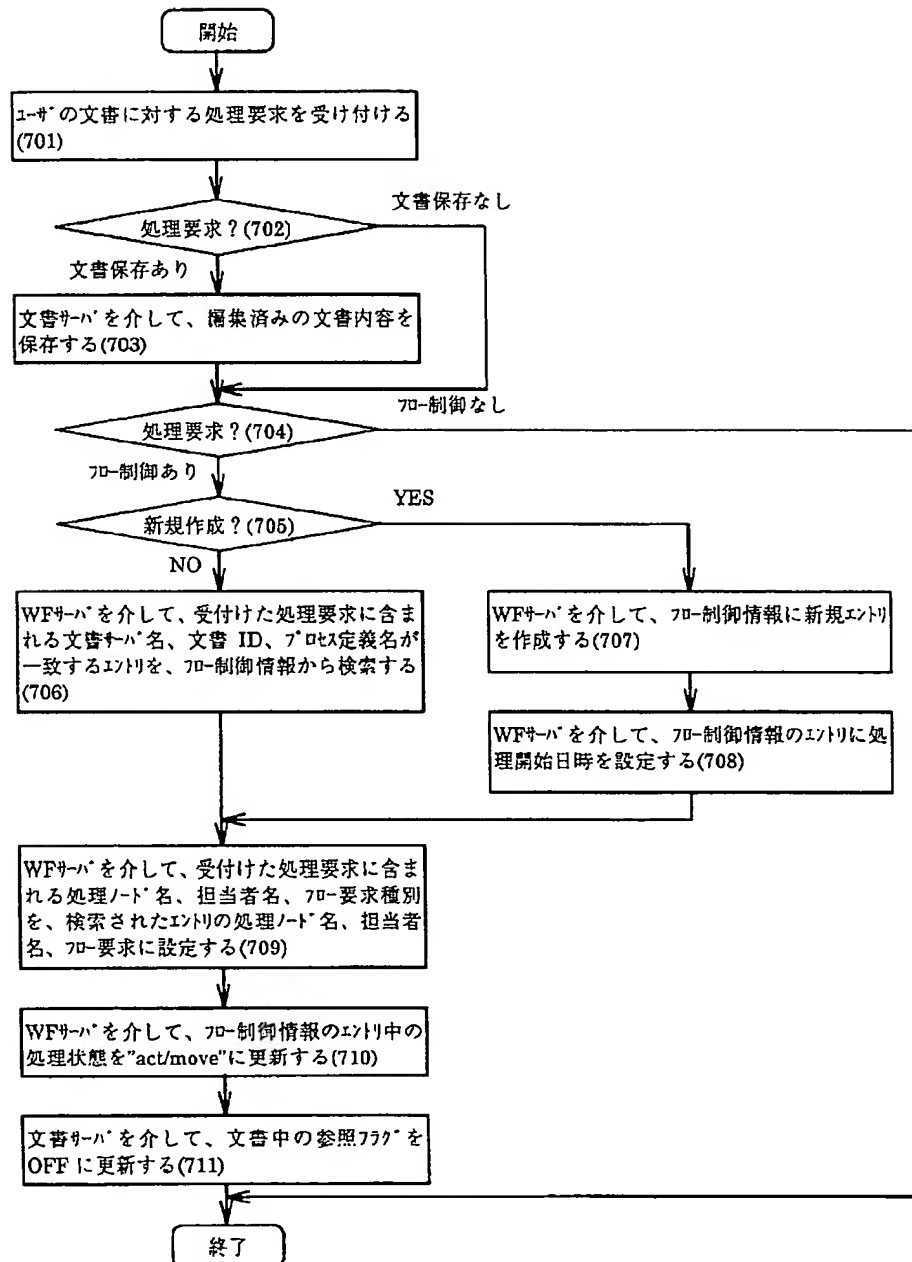 開始
ﾕｰｻﾞの文書に対する処理要求を受け付ける
(701)
文書保存なし
処理要求？(702)
文書保存あり
文書ｻｰﾊﾞを介して、編集済みの文書内容を
保存する(703)
ﾌﾛｰ制御なし
処理要求？(704)
ﾌﾛｰ制御あり
YES
新規作成？(705)
NO
WFｻｰﾊﾞを介して、受付けた処理要求に含ま
れる文書ｻｰﾊﾞ名、文書 ID、ﾌﾟﾛｾｽ定義名が
一致するｴﾝﾄﾘを、ﾌﾛｰ制御情報から検索する
(706)
WFｻｰﾊﾞを介して、ﾌﾛｰ制御情報に新規ｴﾝﾄﾘ
を作成する(707)
WFｻｰﾊﾞを介して、ﾌﾛｰ制御情報のｴﾝﾄﾘに処
理開始日時を設定する(708)
WFｻｰﾊﾞを介して、受付けた処理要求に含ま
れる処理ﾉｰﾄﾞ名、担当者名、ﾌﾛｰ要求種別
を、検索されたｴﾝﾄﾘの処理ﾉｰﾄﾞ名、担当者
名、ﾌﾛｰ要求に設定する(709)
WFｻｰﾊﾞを介して、ﾌﾛｰ制御情報のｴﾝﾄﾘ中の
処理状態を”act/move”に更新する(710)
文書ｻｰﾊﾞを介して、文書中の参照ﾌﾗｸﾞを
OFF に更新する(711)
終了